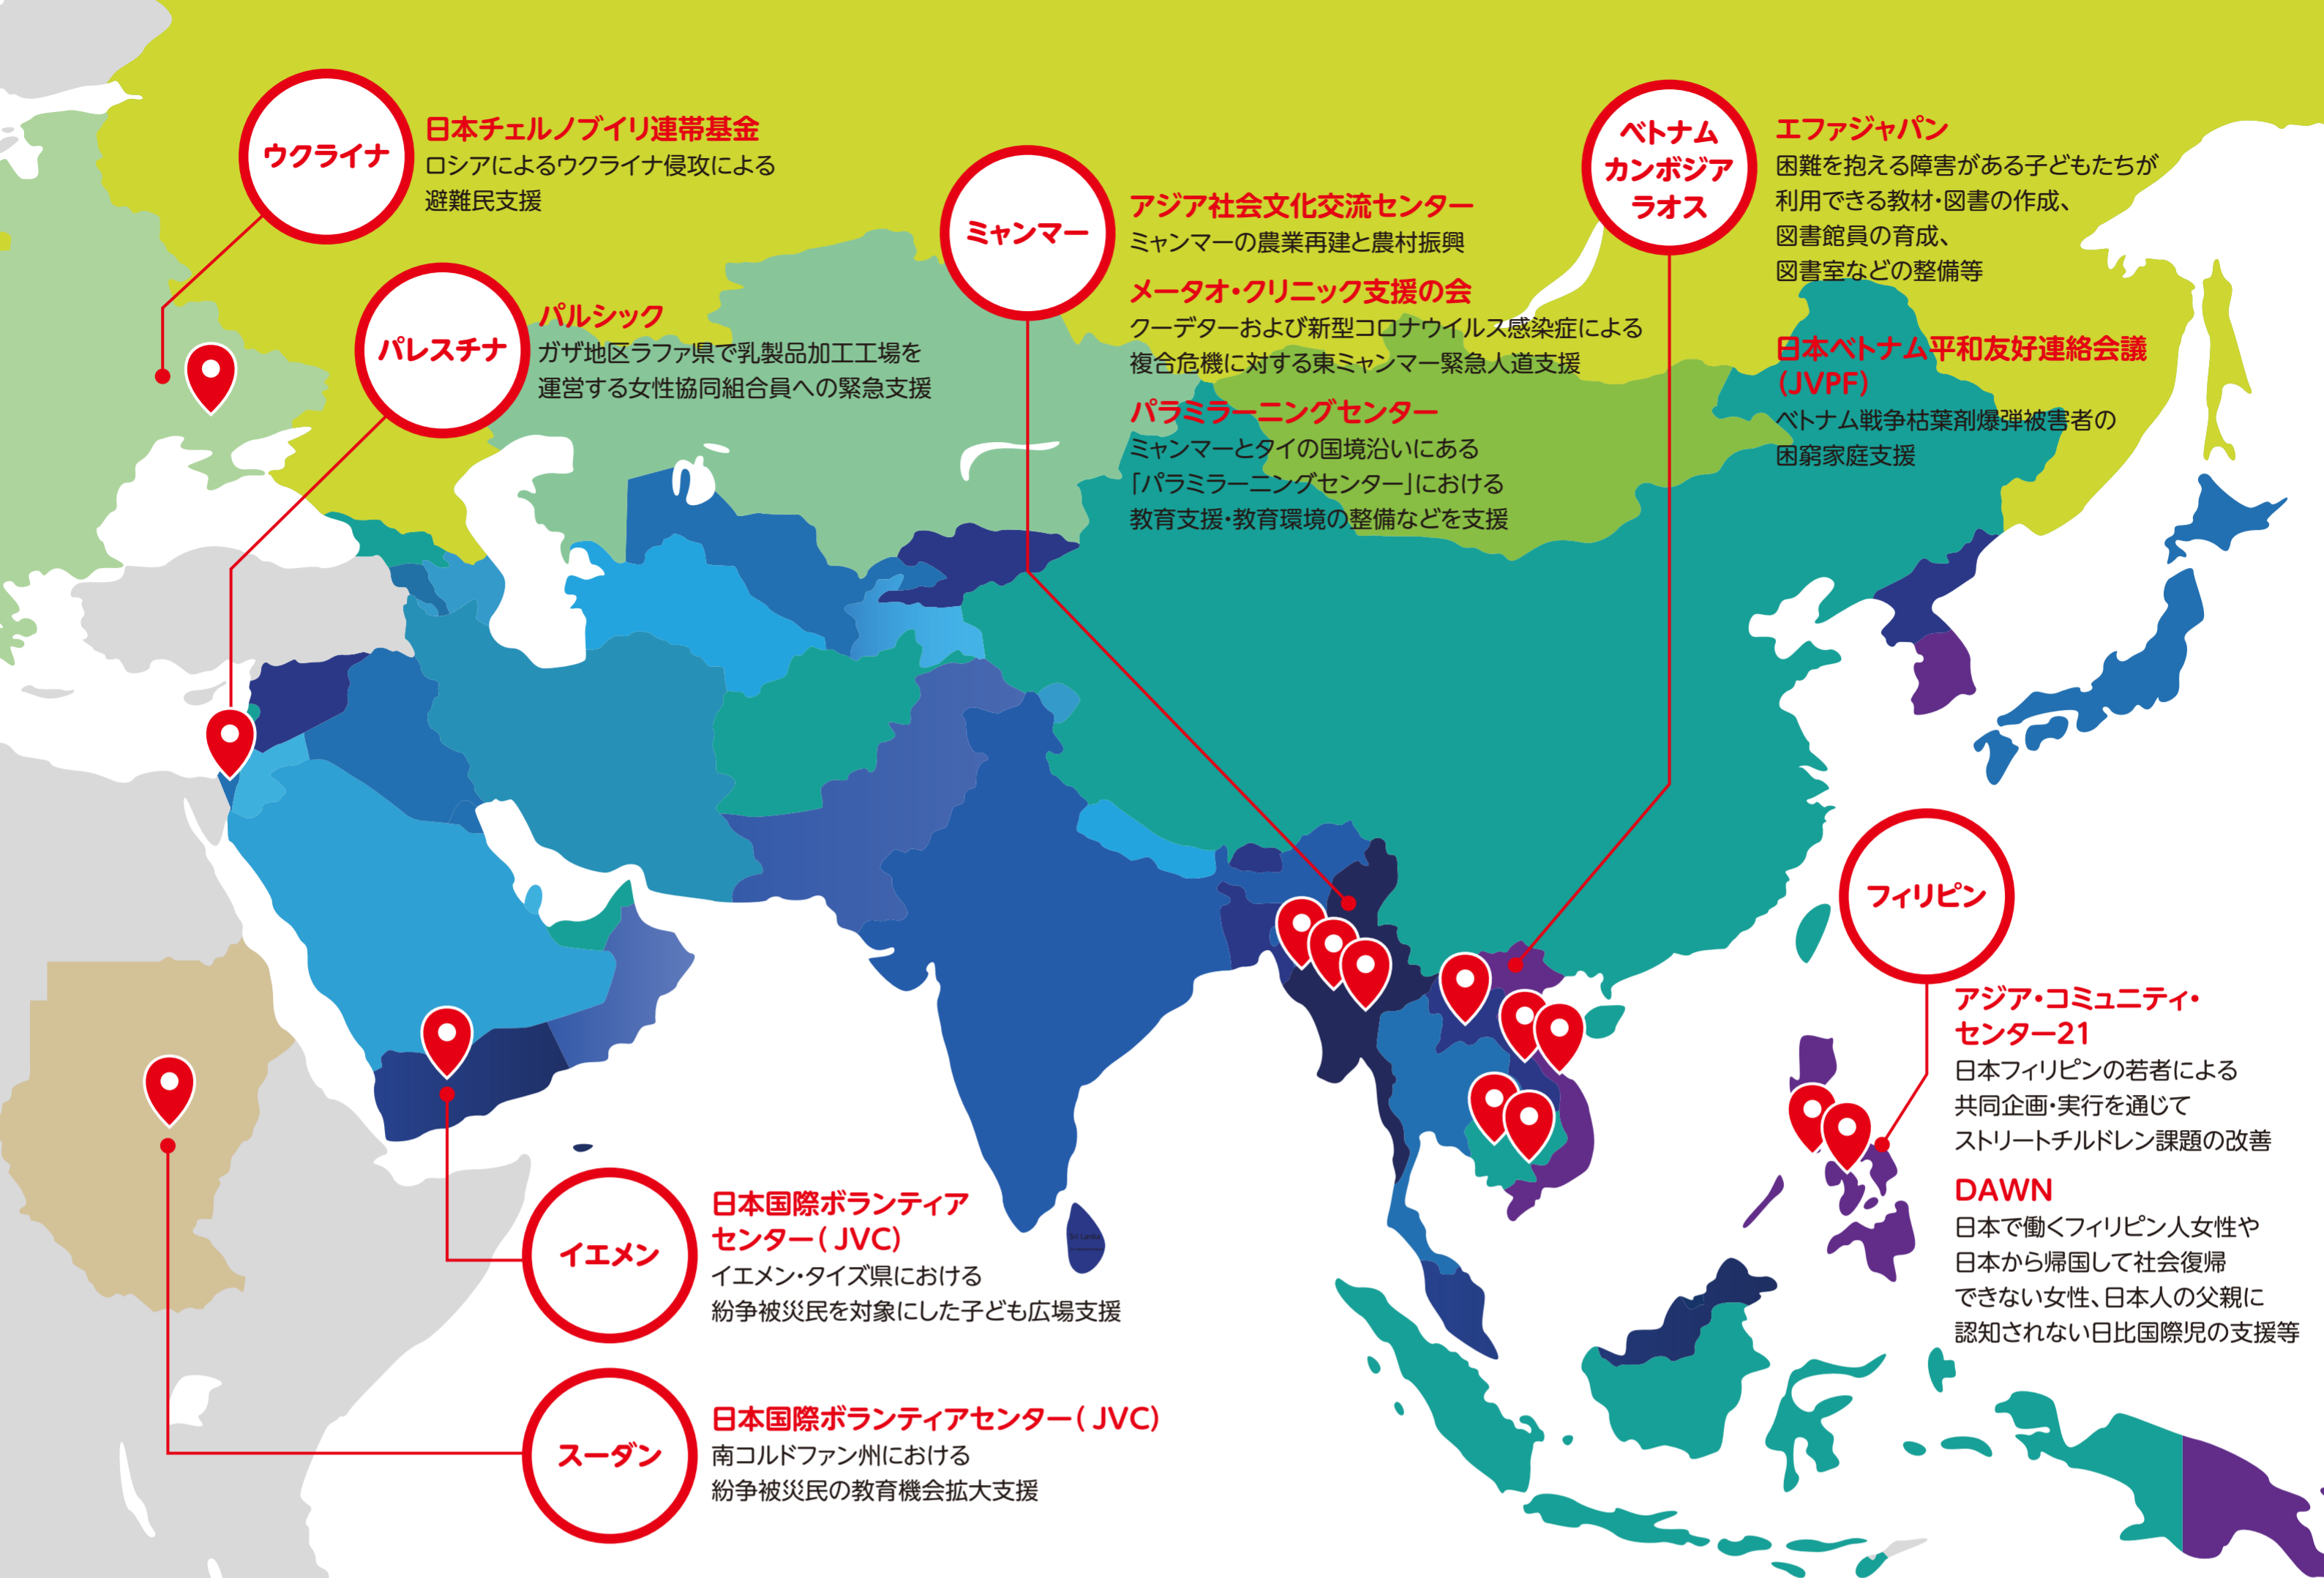 ウクライナ
日本チェルノブイリ連帯基金
ロシアによるウクライナ侵攻による
避難民支援
パレスチナ
パルシック
ガザ地区ラファ県で乳製品加工工場を
運営する女性協同組合員への緊急支援
ミャンマー
アジア社会文化交流センター
ミャンマーの農業再建と農村振興
メータオ・クリニック支援の会
クーデターおよび新型コロナウイルス感染症による
複合危機に対する東ミャンマー緊急人道支援
パラミラーニングセンター
ミャンマーとタイの国境沿いにある
「パラミラーニングセンター」における
教育支援・教育環境の整備などを支援
ベトナム
カンボジア
ラオス
エファジャパン
困難を抱える障害がある子どもたちが
利用できる教材・図書の作成、
図書館員の育成、
図書室などの整備等
日本ベトナム平和友好連絡会議
(JVPF)
ベトナム戦争枯葉剤爆弾被害者の
困窮家庭支援
フィリピン
アジア・コミュニティ・
センター21
日本フィリピンの若者による
共同企画・実行を通じて
ストリートチルドレン課題の改善
DAWN
日本で働くフィリピン人女性や
日本から帰国して社会復帰
できない女性、日本人の父親に
認知されない日比国際児の支援等
イエメン
日本国際ボランティア
センター( JVC)
イエメン・タイズ県における
紛争被災民を対象にした子ども広場支援
スーダン
日本国際ボランティアセンター( JVC)
南コルドファン州における
紛争被災民の教育機会拡大支援
Sri Lanka